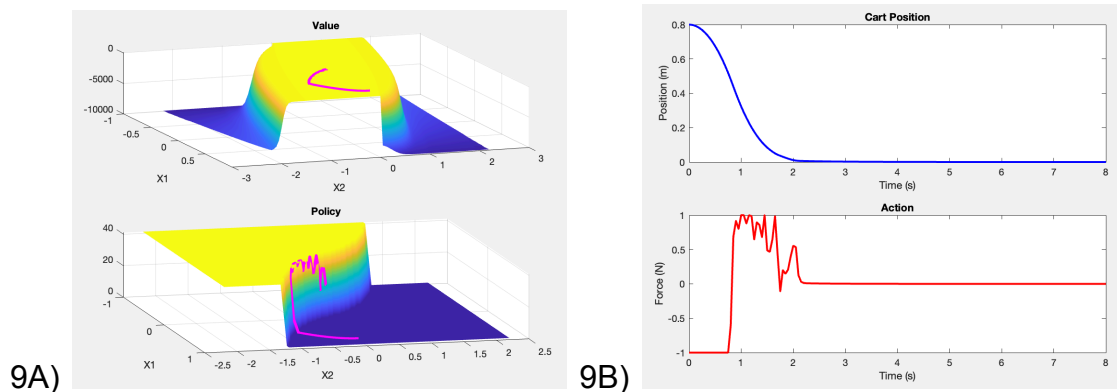 Value
0
-5000
-10000
-1
-0.5
0
0.5
X1
-3
-2
-1
0
1
2
3
X2
Policy
40
20
0
-1
0
1
X1
-2.5
-2
-1.5
-1
-0.5
0
0.5
1
1.5
2
2.5
X2
9A)
Cart Position
Position (m)
0.8
0.6
0.4
0.2
0
0 1 2 3 4 5 6 7 8
Time (s)
Action
Force (N)
1
0.5
0
-0.5
-1
0 1 2 3 4 5 6 7 8
Time (s)
9B)